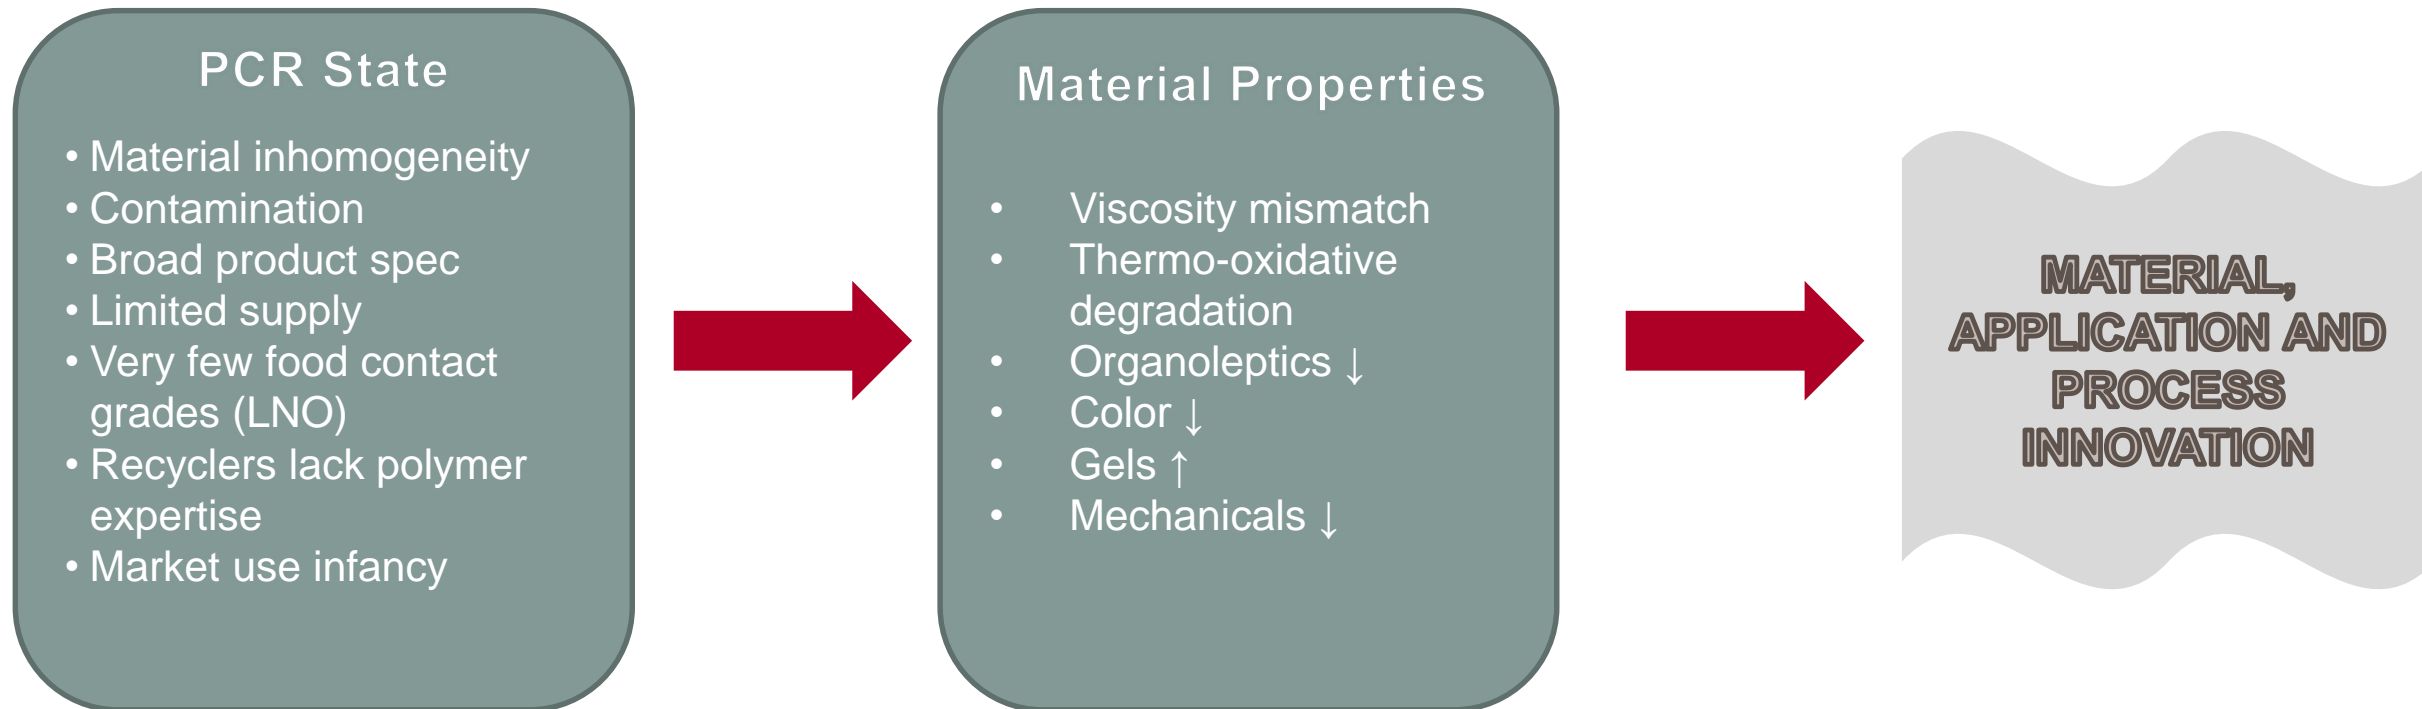 PCR State
• Material inhomogeneity
• Contamination
• Broad product spec
• Limited supply
• Very few food contact
grades (LNO)
• Recyclers lack polymer
expertise
• Market use infancy
Material Properties
• Viscosity mismatch
• Thermo-oxidative
degradation
• Organoleptics ↓
• Color ↓
• Gels ↑
• Mechanicals ↓
MATERIAL,
APPLICATION AND
PROCESS
INNOVATION